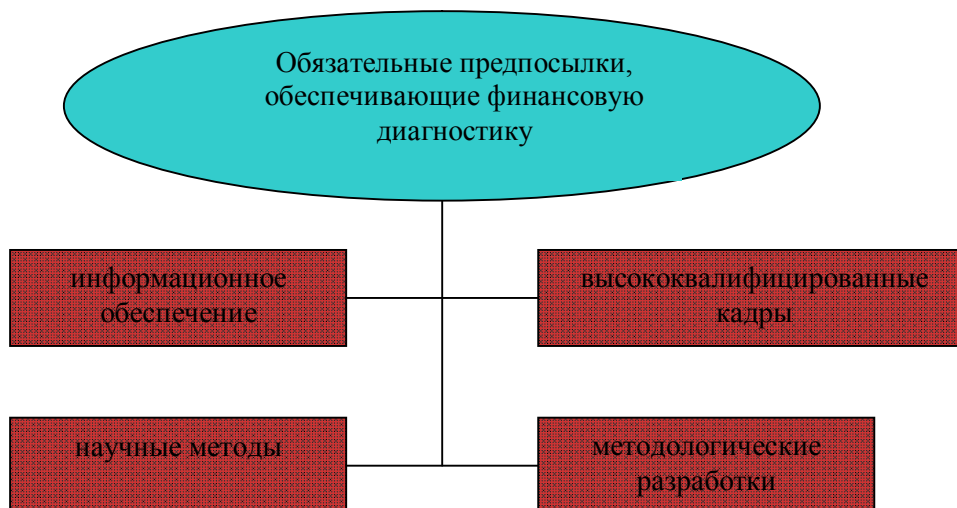 Обязательные предпосылки,
обеспечивающие финансовую
диагностику
информационное
обеспечение
высококвалифицированные
кадры
научные методы
методологические
разработки